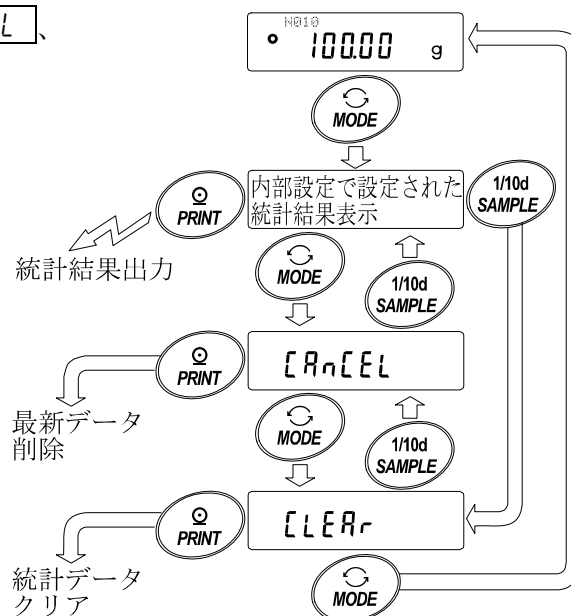 L 、
N010
100.00 g
MODE
内部設定で設定された
統計結果表示
PRINT
1/10d
SAMPLE
統計結果出力
MODE
1/10d
SAMPLE
CAnCEL
PRINT
最新データ
削除
MODE
1/10d
SAMPLE
CLEAr
PRINT
統計データ
クリア
MODE